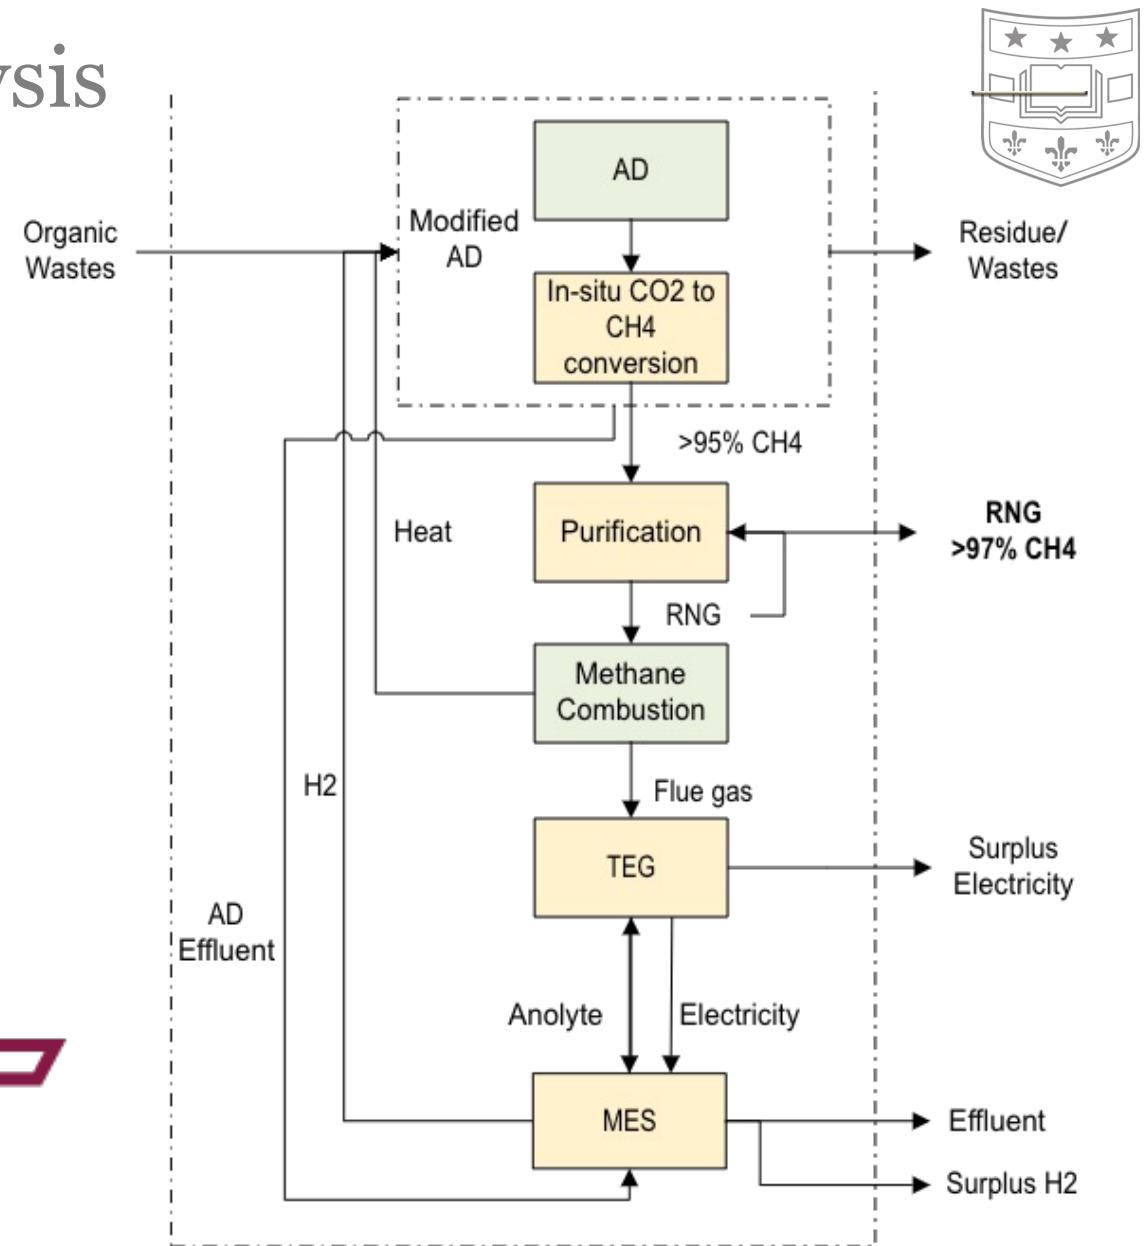 AD
Modified
AD
Organic
Wastes
Residue/
Wastes
In-situ CO2 to
CH4
conversion
>95% CH4
Heat
Purification
RNG
>97% CH4
RNG
Methane
Combustion
H2
Flue gas
TEG
Surplus
Electricity
AD
Effluent
Anolyte
Electricity
MES
Effluent
Surplus H2